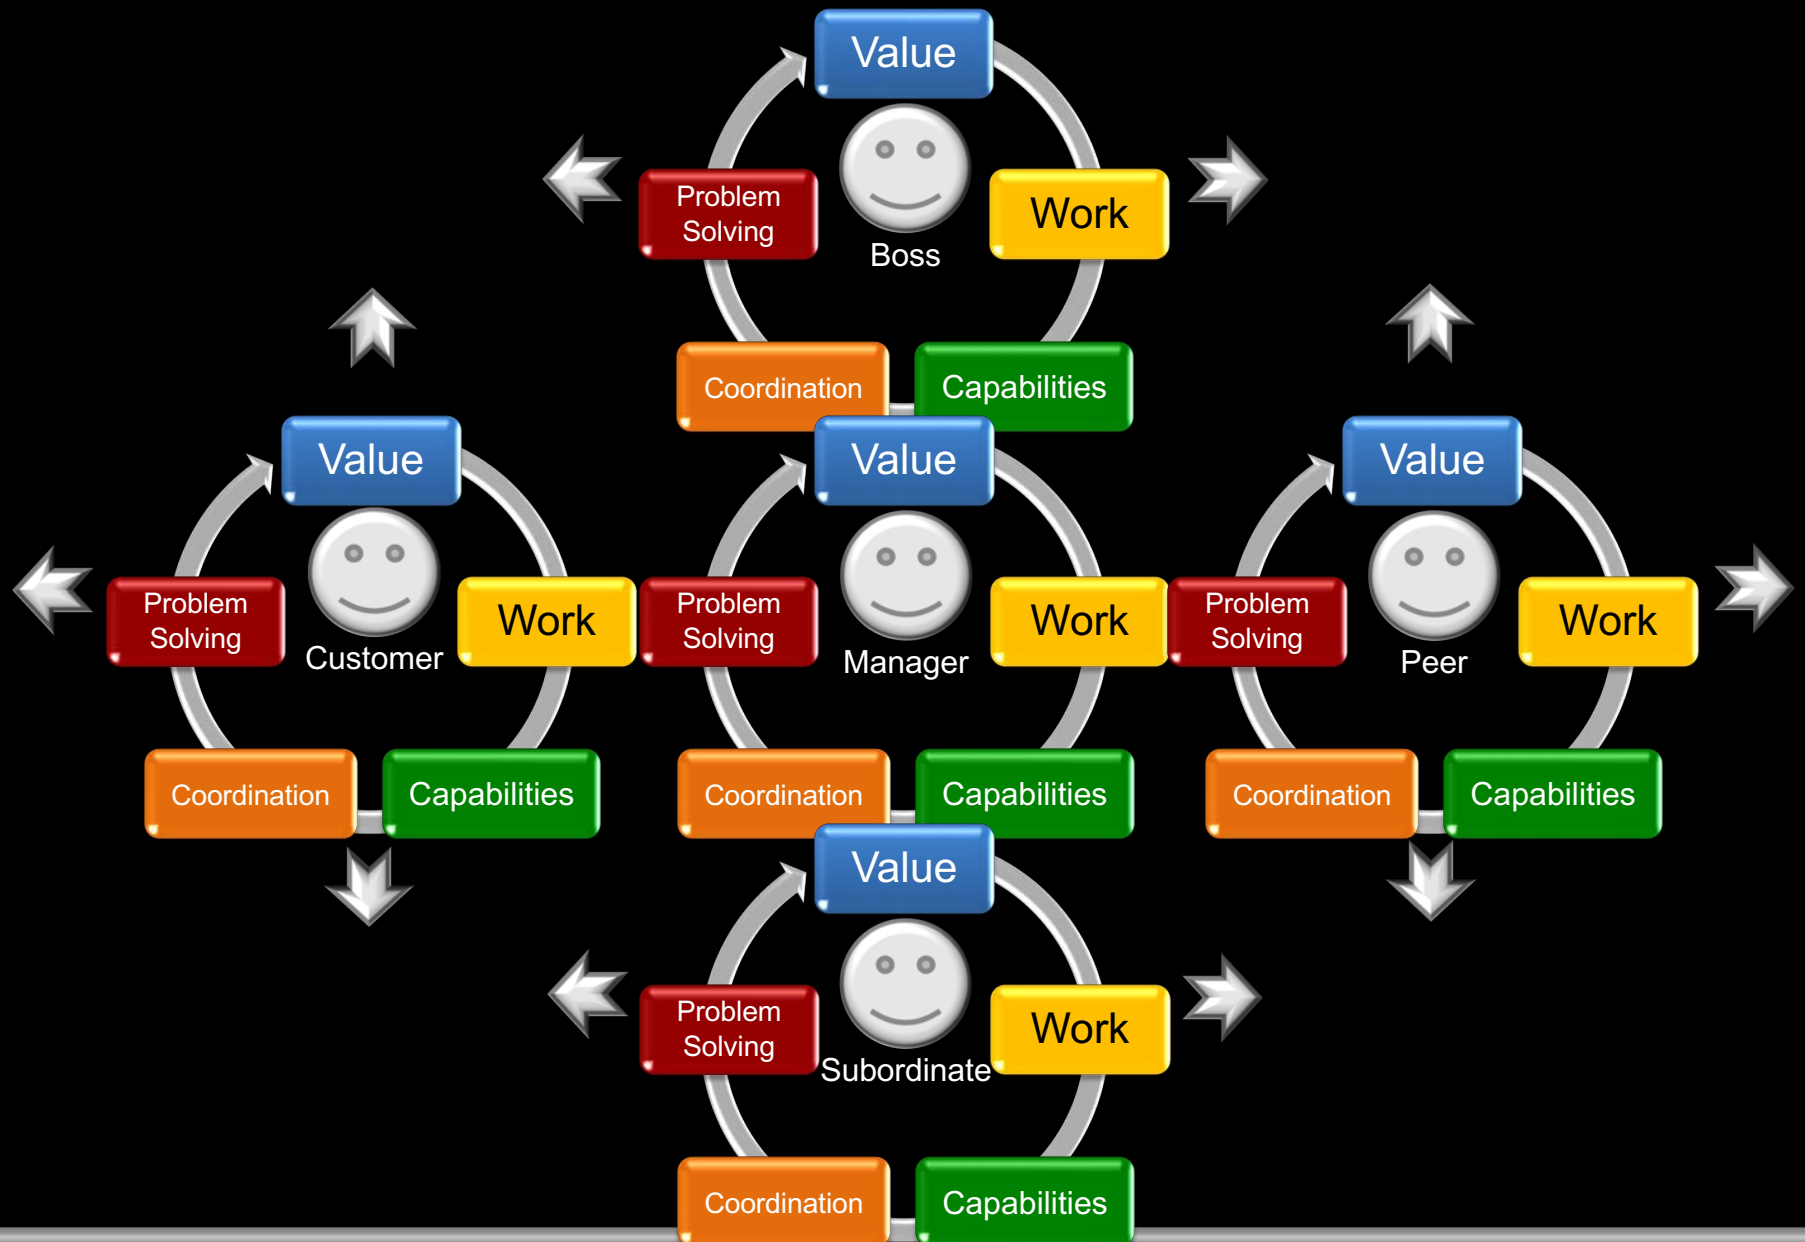 Value
Problem
Solving
Work
Boss
Coordination
Capabilities
Value
Problem
Solving
Work
Customer
Coordination
Capabilities
Value
Problem
Solving
Work
Manager
Coordination
Capabilities
Value
Problem
Solving
Work
Peer
Coordination
Capabilities
Value
Problem
Solving
Work
Subordinate
Coordination
Capabilities